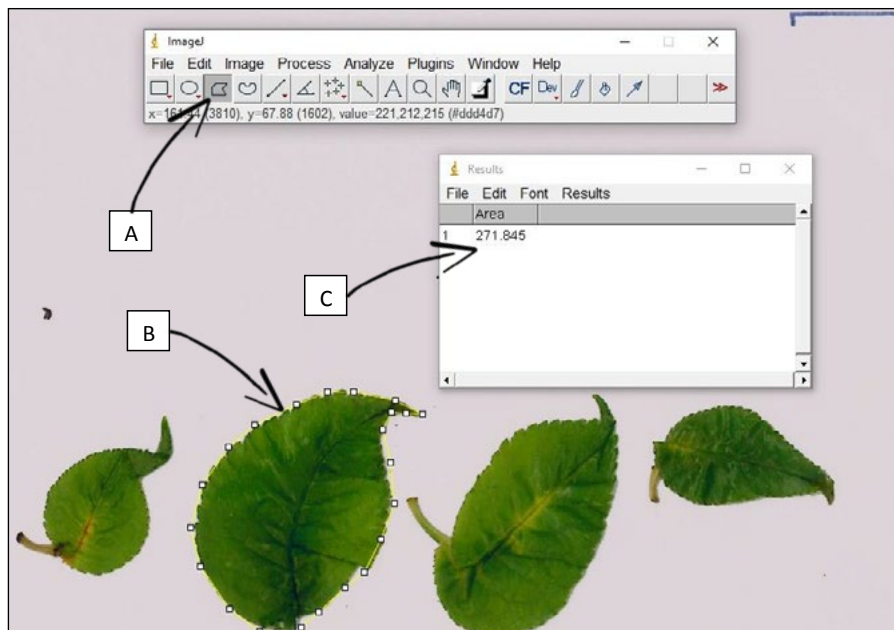 ImageJ
File Edit Image Process Analyze Plugins Window Help
A CF Dev
(3810), y=67.88 (1602), value=221,212,215 (#ddd4d7)
Results
File Edit Font Results
Area
1 271.845
A
C
B